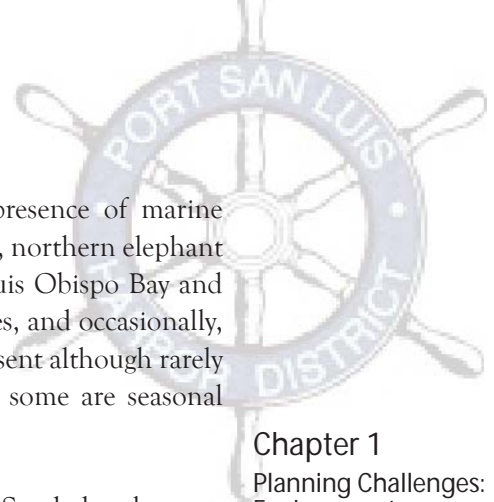 PORT SAN LUIS
HARBOR DISTRICT
presence of marine
, northern elephant
uis Obispo Bay and
es, and occasionally,
sent although rarely
some are seasonal
Chapter 1
Planning Challenges: